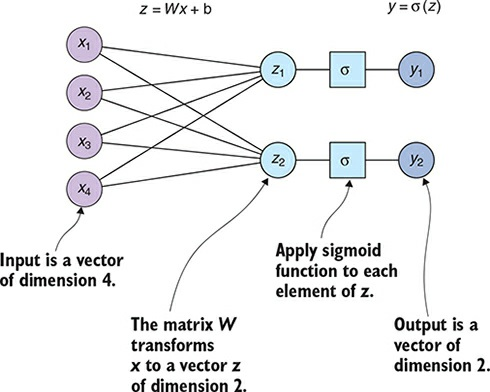 z = Wx + b
y = σ(z)
x1
x2
x3
x4
z1
σ
y1
z2
σ
y2
Input is a vector
of dimension 4.
The matrix W
transforms
x to a vector z
of dimension 2.
Apply sigmoid
function to each
element of z.
Output is a
vector of
dimension 2.